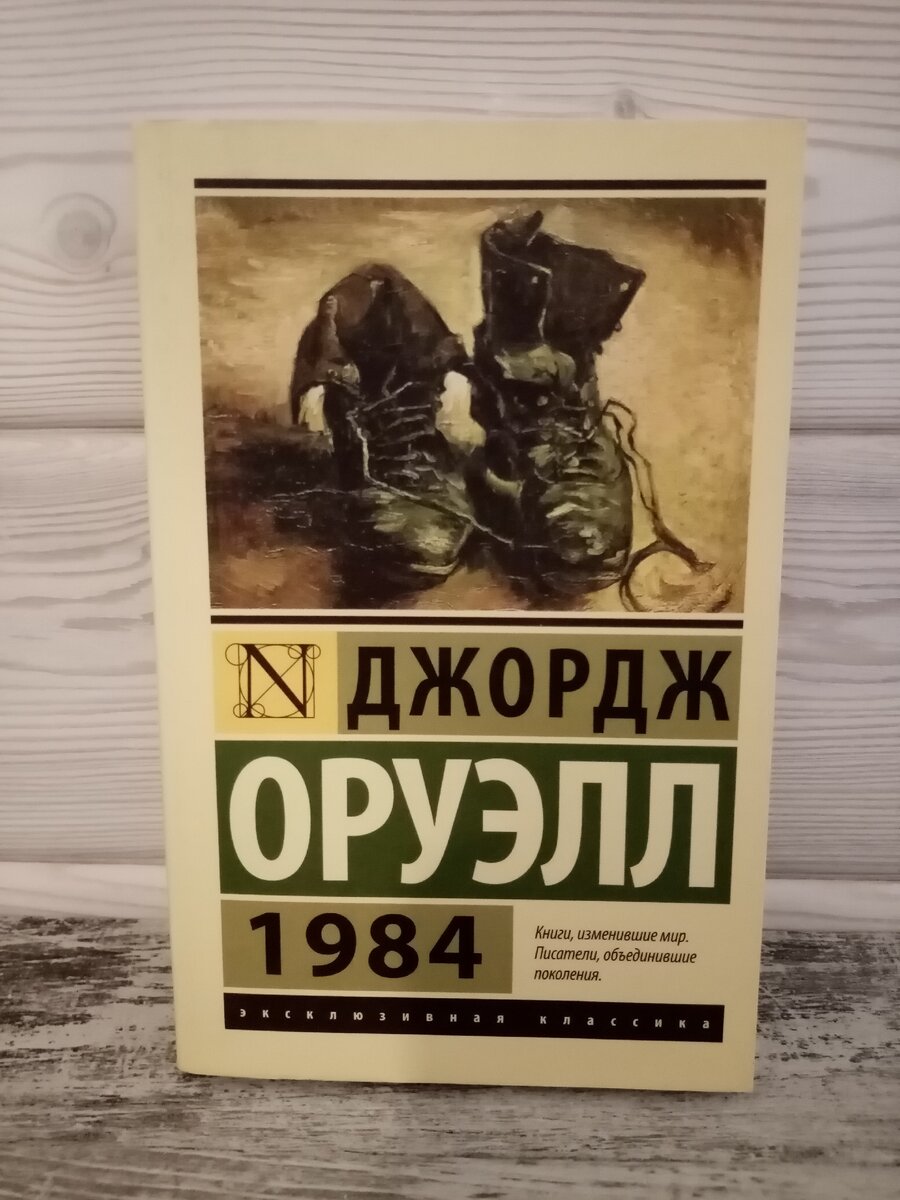 N ДЖОРДЖ
ОРУЭЛЛ
1984
Книги, изменившие мир.
Писатели, объединившие
поколения.
эксклюзивная классика